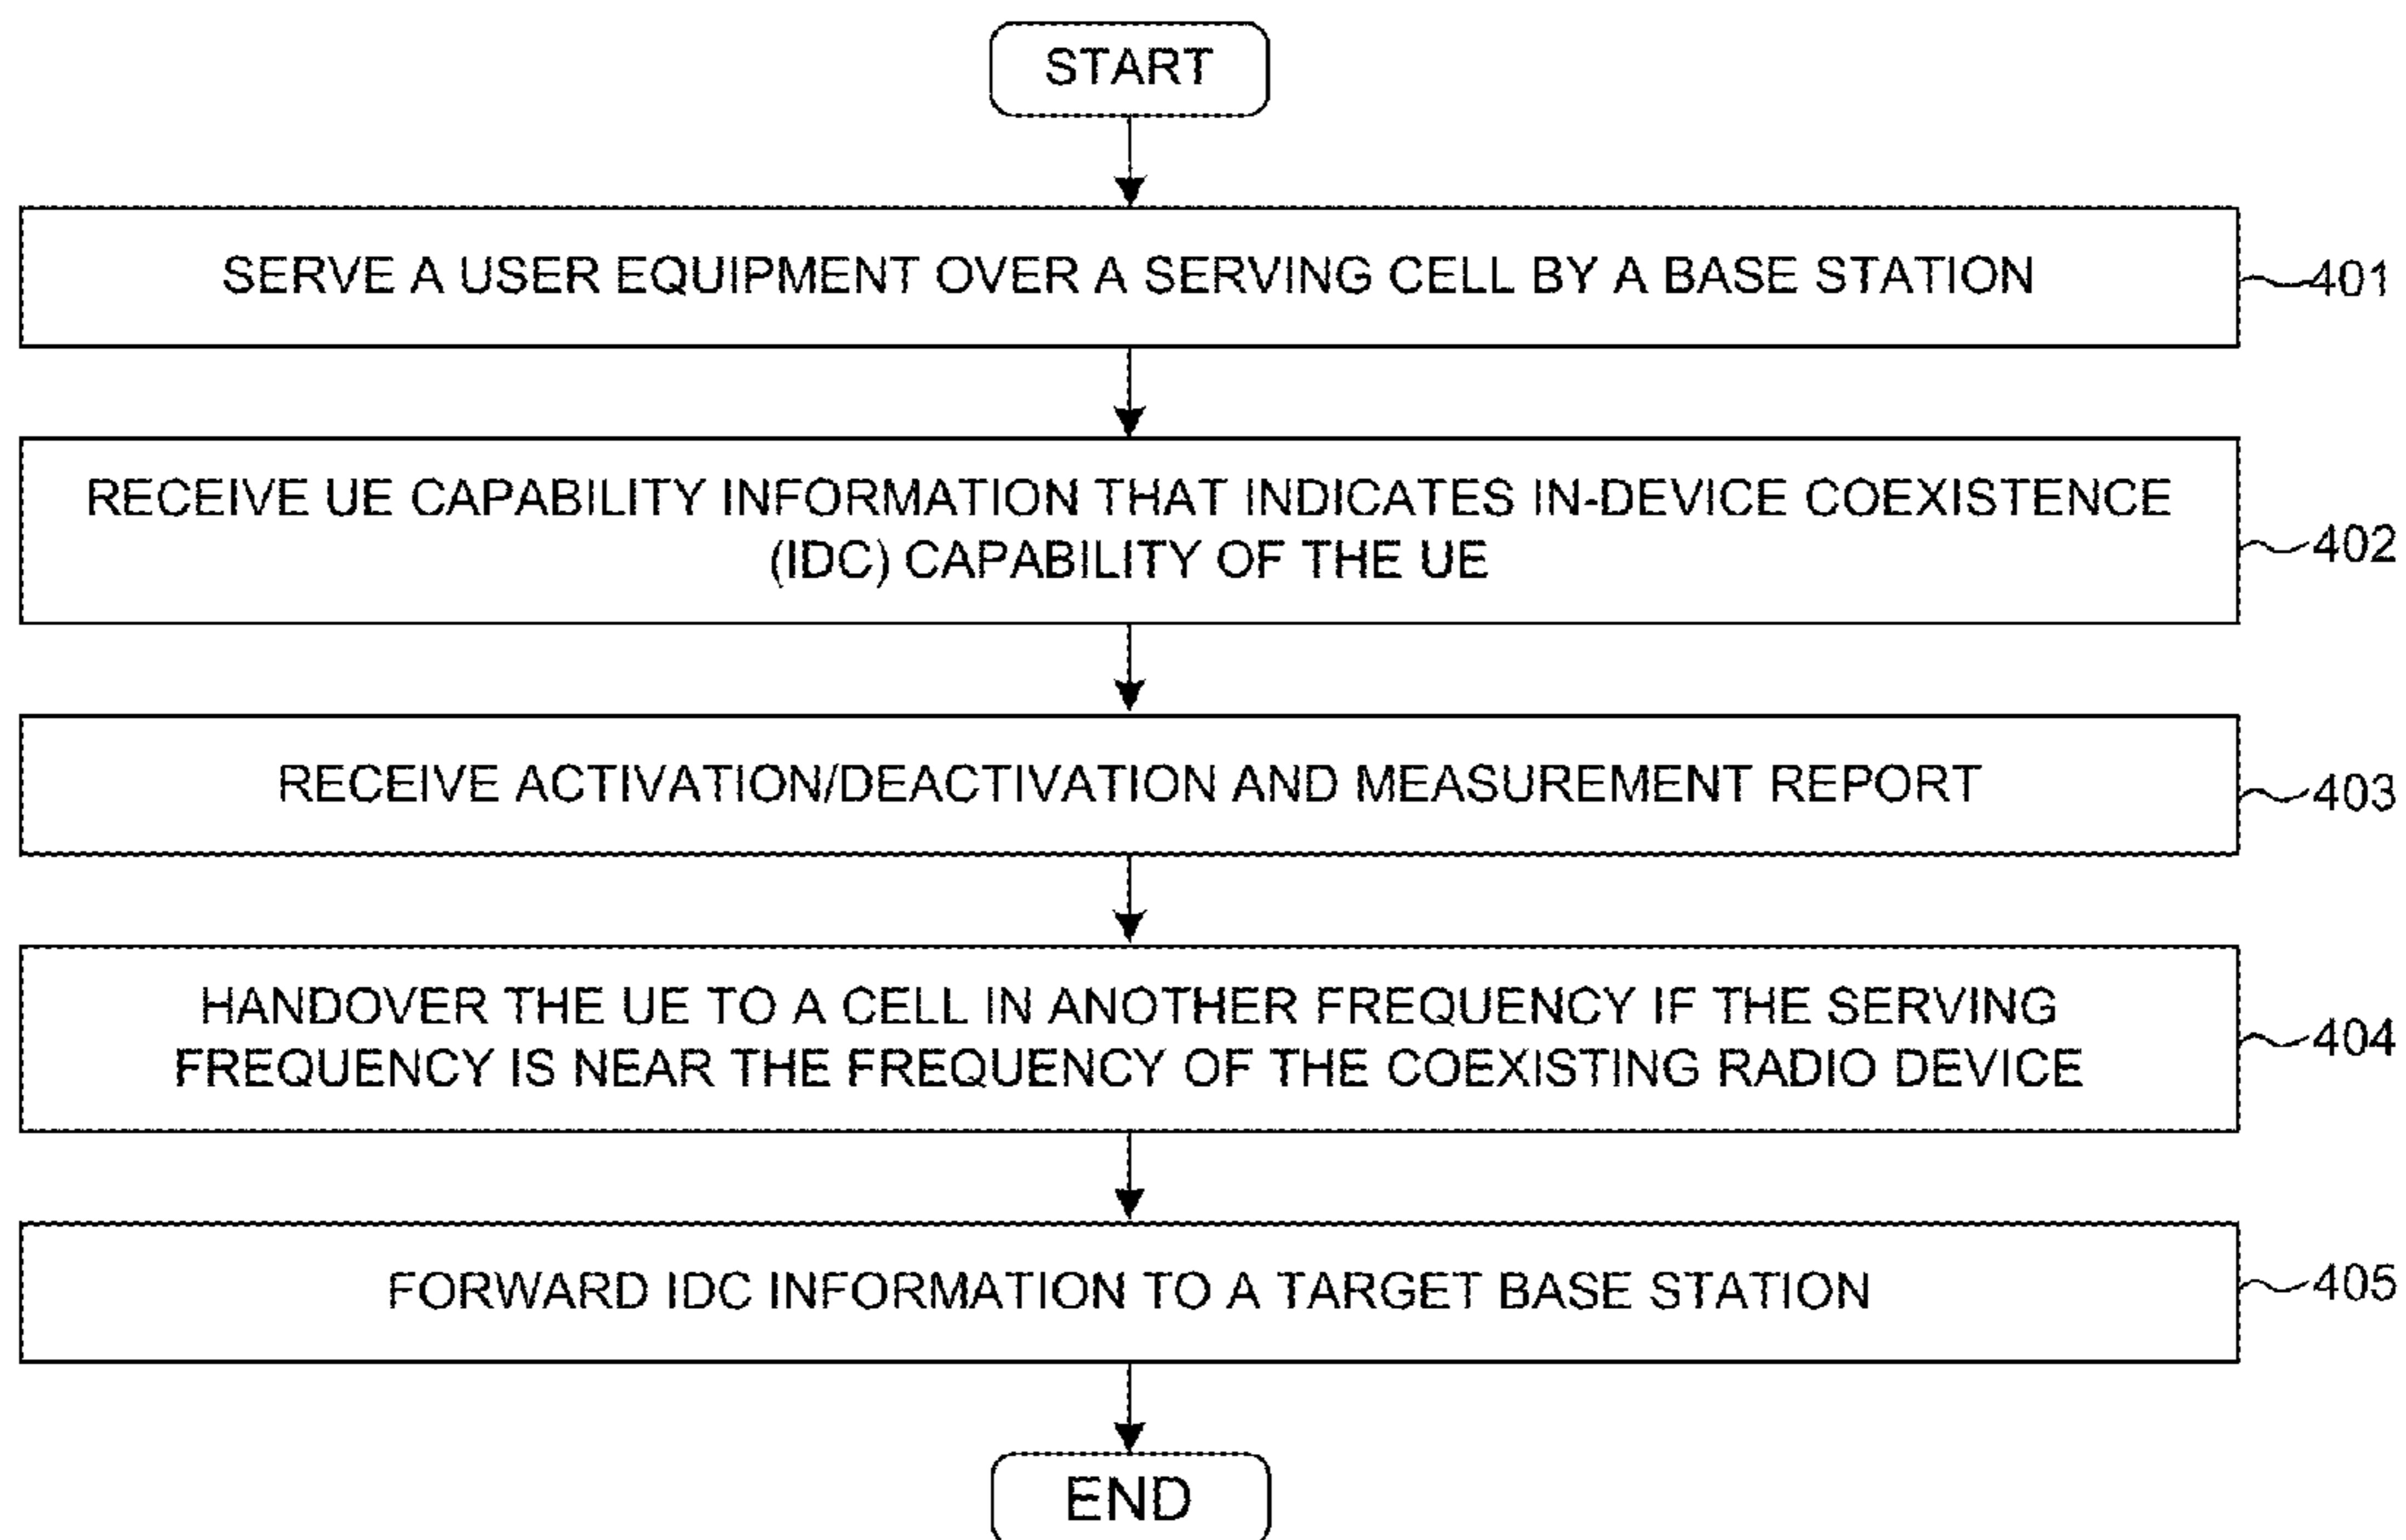 START
SERVE A USER EQUIPMENT OVER A SERVING CELL BY A BASE STATION
401
RECEIVE UE CAPABILITY INFORMATION THAT INDICATES IN-DEVICE COEXISTENCE
(IDC) CAPABILITY OF THE UE
402
RECEIVE ACTIVATION/DEACTIVATION AND MEASUREMENT REPORT
403
HANDOVER THE UE TO A CELL IN ANOTHER FREQUENCY IF THE SERVING
FREQUENCY IS NEAR THE FREQUENCY OF THE COEXISTING RADIO DEVICE
404
FORWARD IDC INFORMATION TO A TARGET BASE STATION
405
END